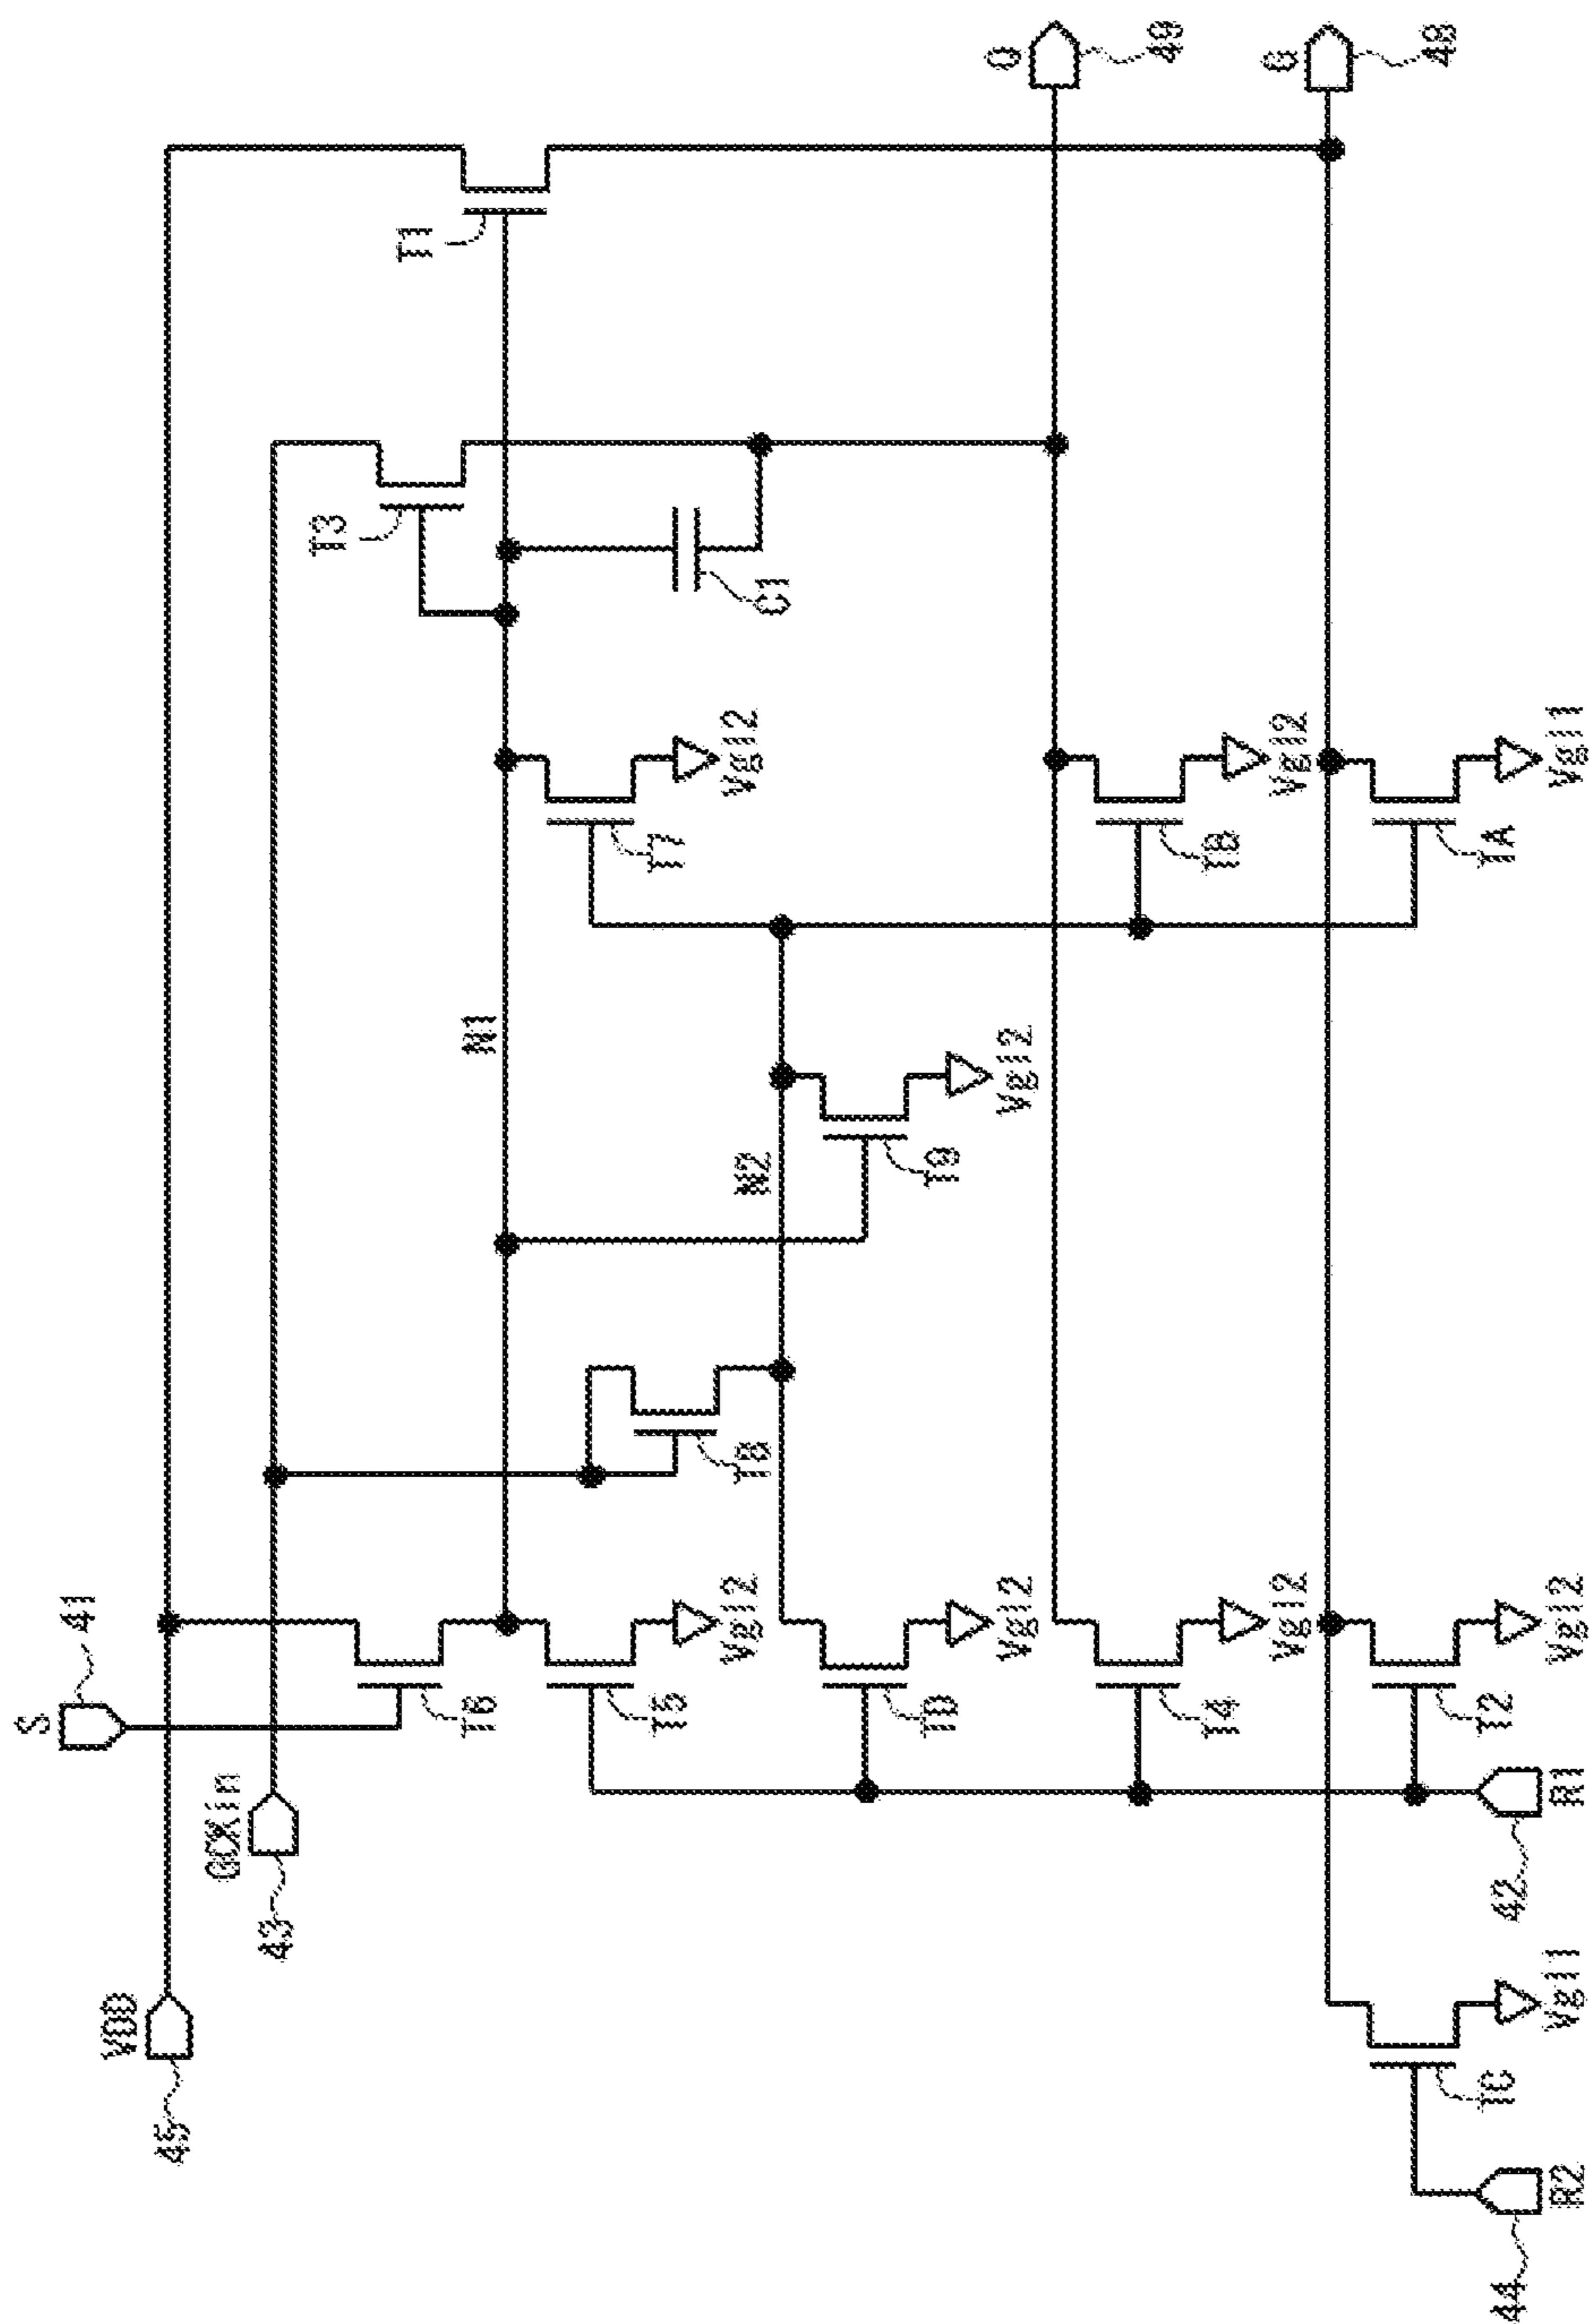 Q
49
G
48
T1
T3
C1
Vgl2
Vgl2
Vgl1
T7
TB
TA
N1
Vgl2
N2
T9
T8
41
S
Vgl2
Vgl2
Vgl2
Vgl2
T6
T5
TD
T4
T2
GCKin
43
R1
42
VDD
45
Vgl1
TC
R2
44